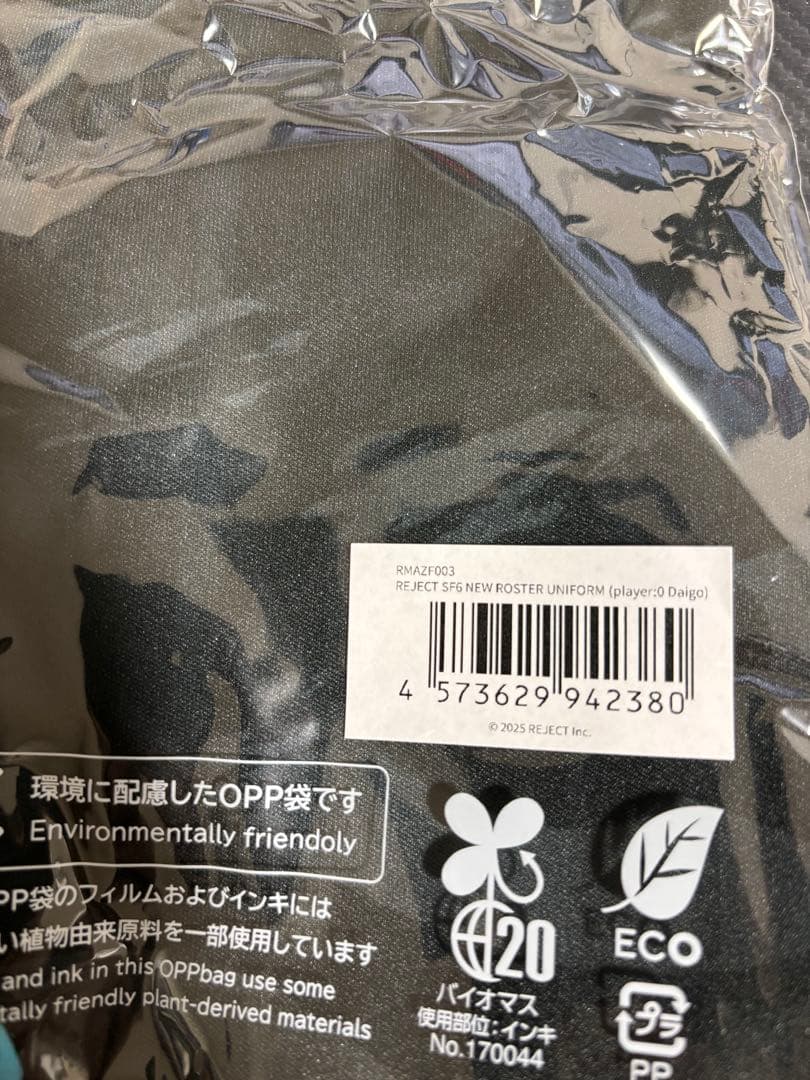 RMAZF003
REJECT SF6 NEW ROSTER UNIFORM (player:0 Daigo)
4 573629 942380
© 2025 REJECT Inc.
環境に配慮したOPP袋です
Environmentally friendoly
PP袋のフィルムおよびインキには
い植物由来原料を一部使用しています
and ink in this OPPbag use some
tally friendly plant-derived materials
20
バイオマス
使用部位:インキ
No.170044
ECO
プラ
PP